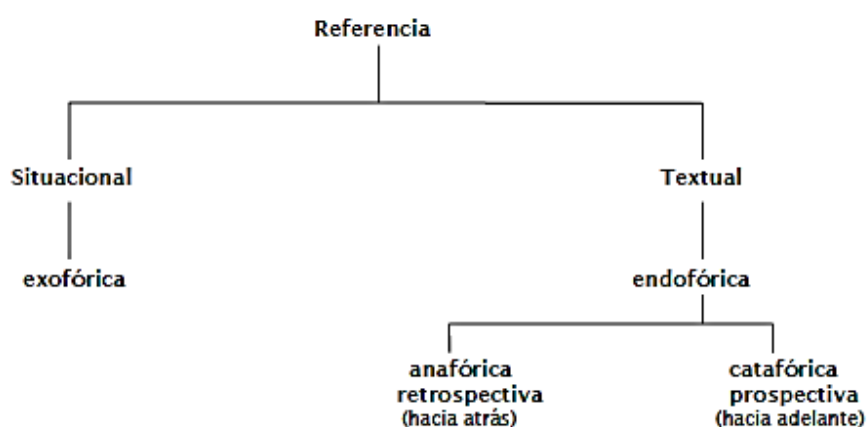 Referencia
Situacional
Textual
exofórica
endofórica
anafórica
retrospectiva
(hacia atrás)
catafórica
prospectiva
(hacia adelante)